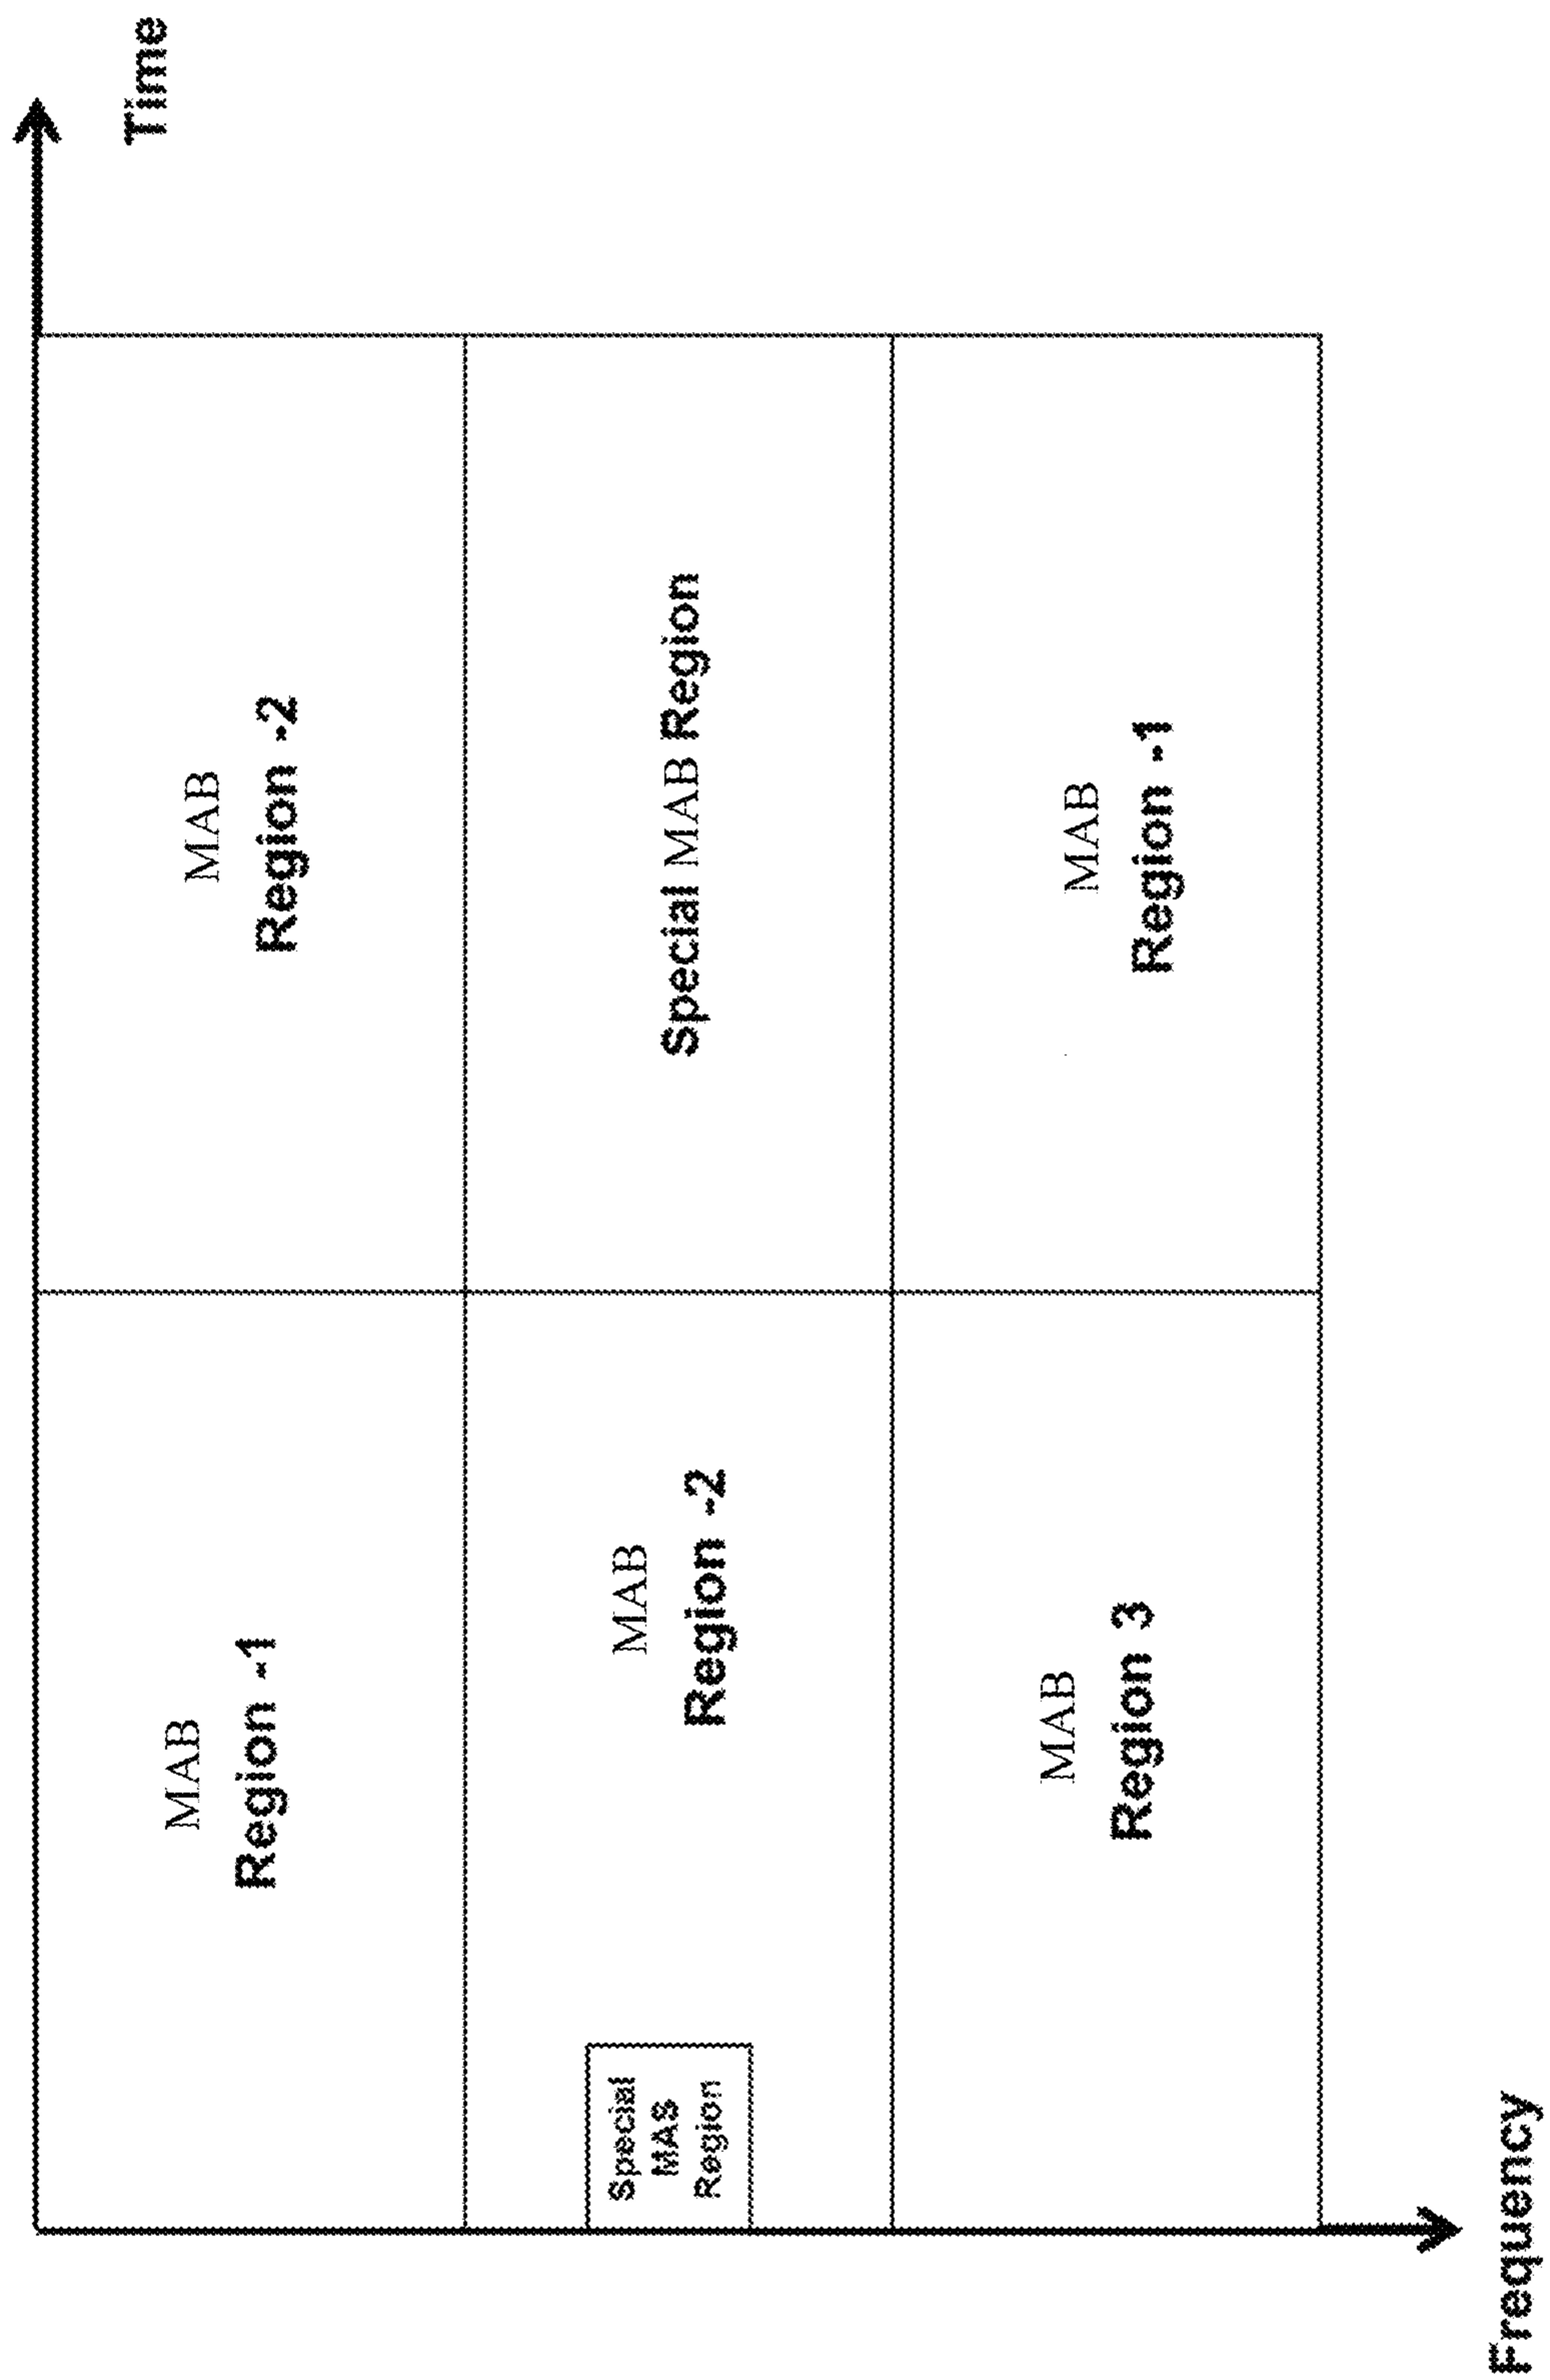 Time
MAB
Region -1
MAB
Region -2
MAB
Region -2
Special MAB Region
Special
MAS
Region
MAB
Region 3
MAB
Region -1
Frequency